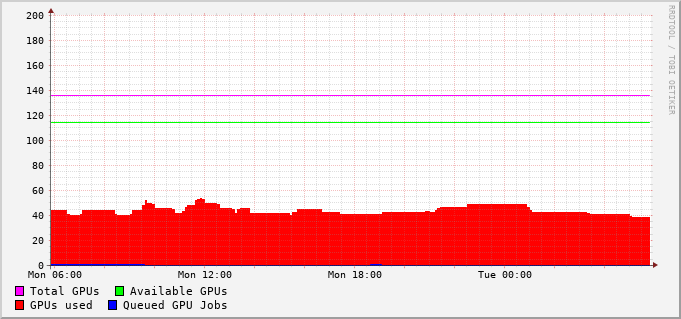 200
180
160
140
120
100
80
60
40
20
0
Mon 06:00 Mon 12:00 Mon 18:00 Tue 00:00
Total GPUs Available GPUs
GPUs used Queued GPU Jobs
RRDTOOL / TOBI OETIKER